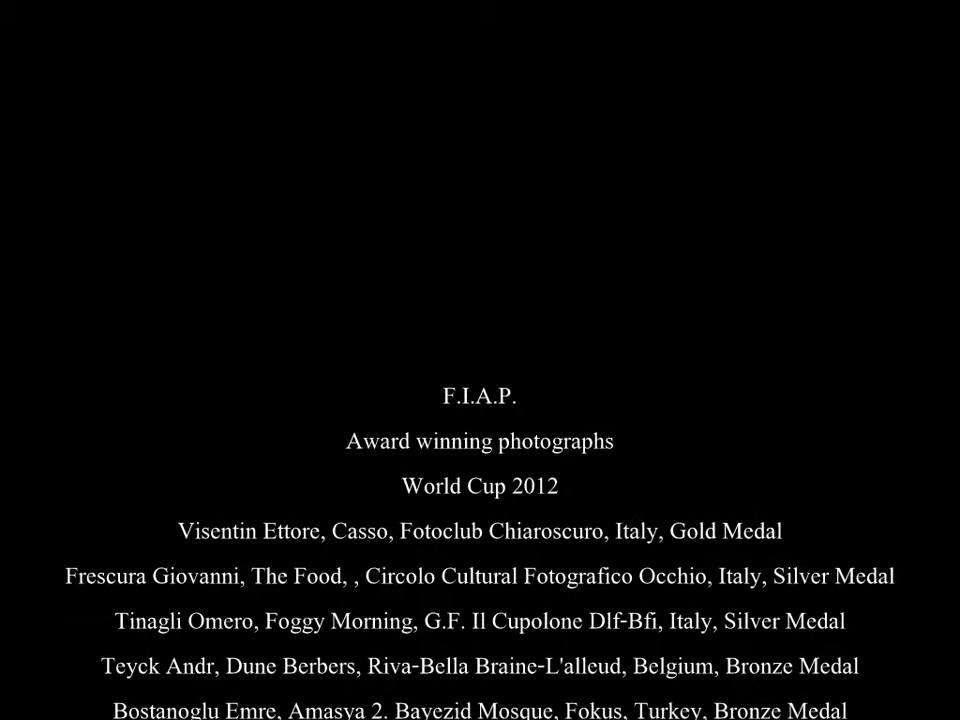 F.I.A.P.
Award winning photographs
World Cup 2012
Visentin Ettore, Casso, Fotoclub Chiaroscuro, Italy, Gold Medal
Frescura Giovanni, The Food, , Circolo Cultural Fotografico Occhio, Italy, Silver Medal
Tinagli Omero, Foggy Morning, G.F. Il Cupolone Dlf-Bfi, Italy, Silver Medal
Teyck Andr, Dune Berbers, Riva-Bella Braine-L'alleud, Belgium, Bronze Medal
Bostanoglu Emre, Amasya 2. Bayezid Mosque, Fokus, Turkey, Bronze Medal